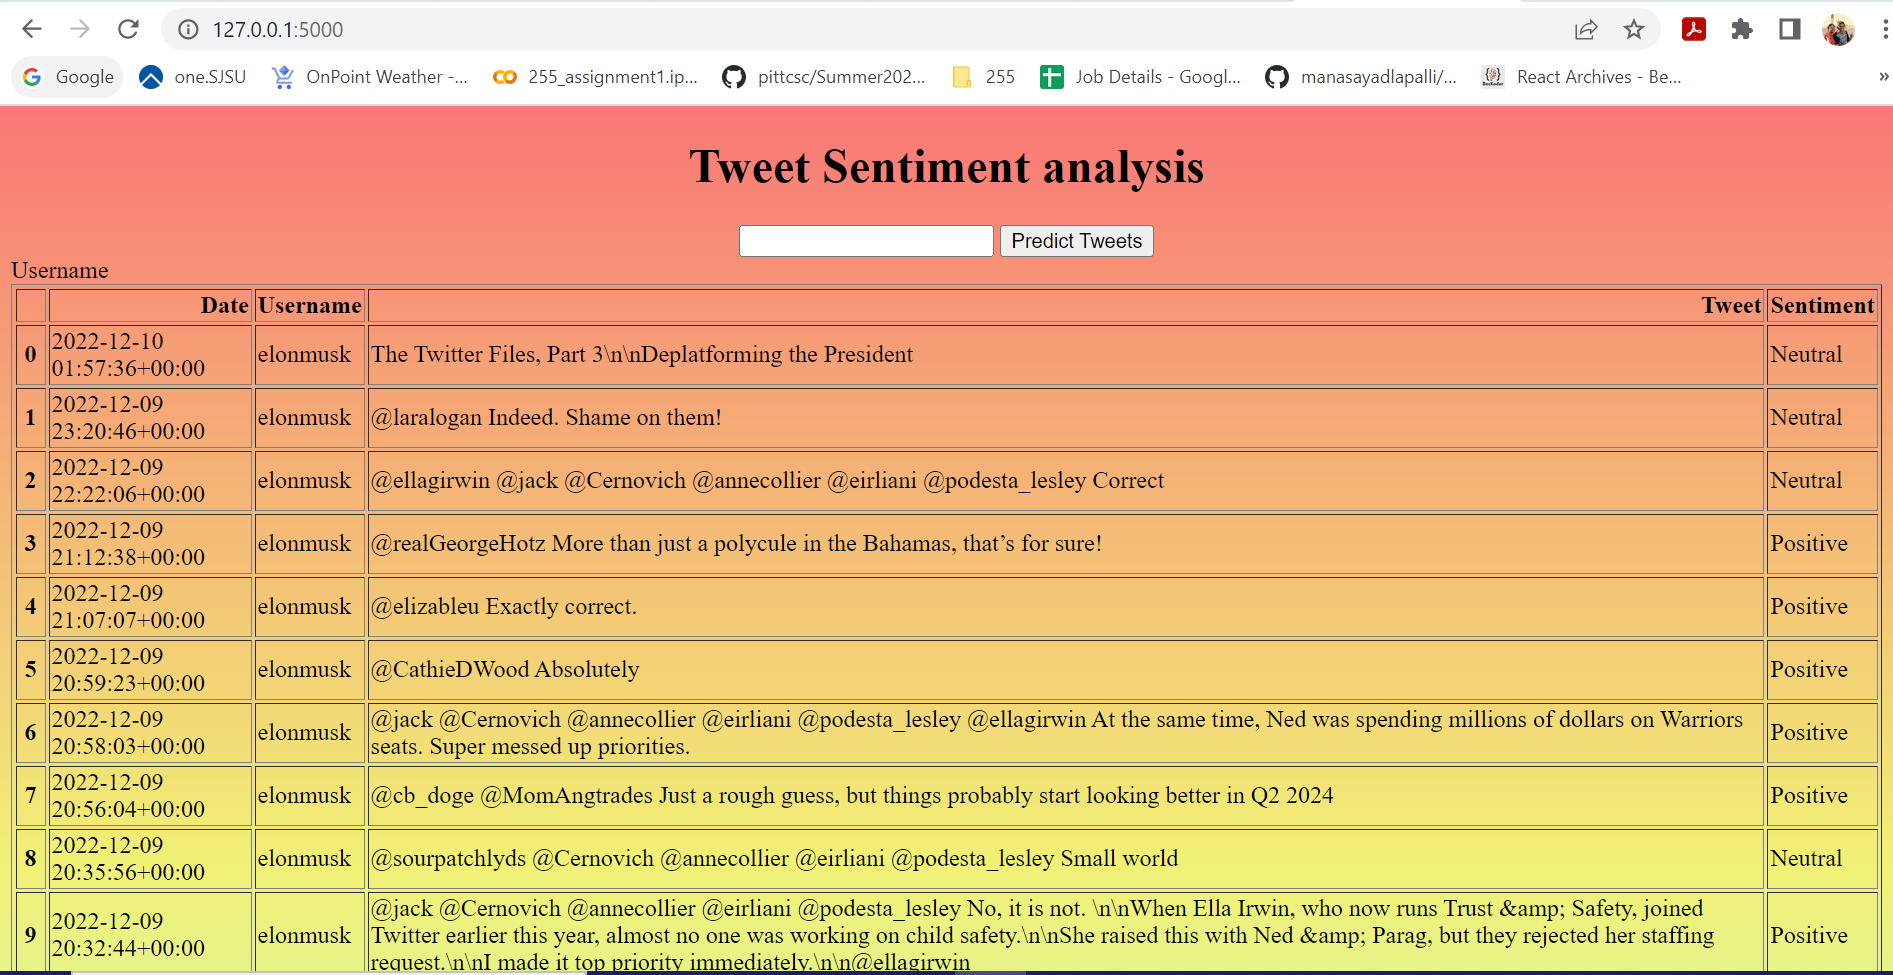 127.0.0.1:5000
Google one.SJSU OnPoint Weather -... 255_assignment1.ip... pittcsc/Summer202... 255 Job Details - Googl... manasayadlapalli/... React Archives - Be... »
Tweet Sentiment analysis
Predict Tweets
Username
Date Username Tweet Sentiment
0 2022-12-10 01:57:36+00:00 elonmusk The Twitter Files, Part 3\n\nDeplatforming the President Neutral
1 2022-12-09 23:20:46+00:00 elonmusk @laralogan Indeed. Shame on them! Neutral
2 2022-12-09 22:22:06+00:00 elonmusk @ellagirwin @jack @Cernovich @annecollier @eirliani @podesta_lesley Correct Neutral
3 2022-12-09 21:12:38+00:00 elonmusk @realGeorgeHotz More than just a polycule in the Bahamas, that’s for sure! Positive
4 2022-12-09 21:07:07+00:00 elonmusk @elizableu Exactly correct. Positive
5 2022-12-09 20:59:23+00:00 elonmusk @CathieDWood Absolutely Positive
6 2022-12-09 20:58:03+00:00 elonmusk @jack @Cernovich @annecollier @eirliani @podesta_lesley @ellagirwin At the same time, Ned was spending millions of dollars on Warriors
seats. Super messed up priorities. Positive
7 2022-12-09 20:56:04+00:00 elonmusk @cb_doge @MomAngtrades Just a rough guess, but things probably start looking better in Q2 2024 Positive
8 2022-12-09 20:35:56+00:00 elonmusk @sourpatchlyds @Cernovich @annecollier @eirliani @podesta_lesley Small world Neutral
9 2022-12-09 20:32:44+00:00 elonmusk @jack @Cernovich @annecollier @eirliani @podesta_lesley No, it is not. \n\nWhen Ella Irwin, who now runs Trust &amp; Safety, joined
Twitter earlier this year, almost no one was working on child safety.\n\nShe raised this with Ned &amp; Parag, but they rejected her staffing
request.\n\nI made it top priority immediately.\n\n@ellagirwin Positive